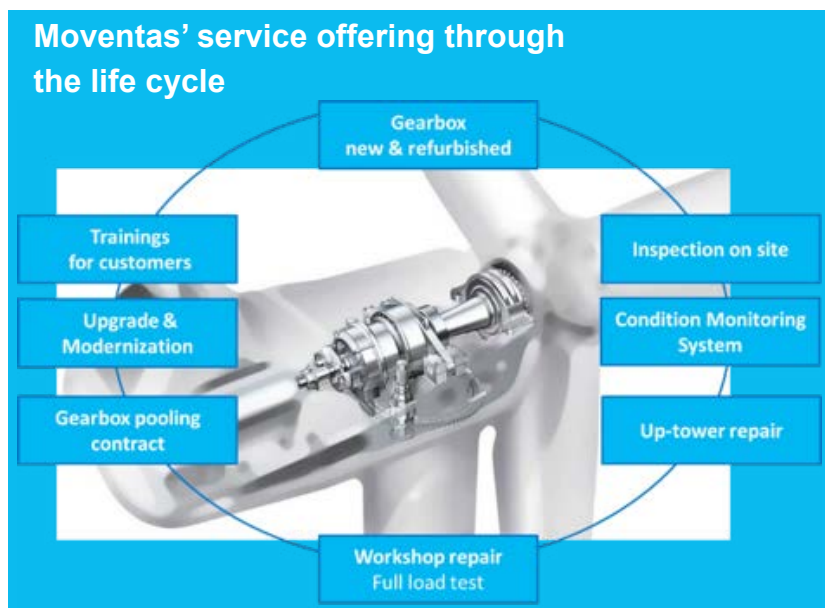 Moventas’ service offering through
the life cycle
Gearbox
new & refurbished
Trainings
for customers
Inspection on site
Upgrade &
Modernization
Condition Monitoring
System
Gearbox pooling
contract
Up-tower repair
Workshop repair
Full load test